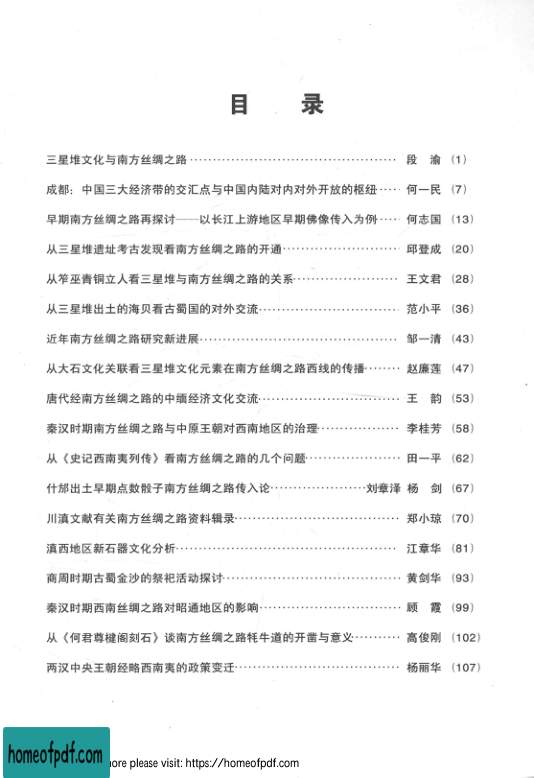 目 录
三星堆文化与南方丝绸之路 段 渝 (1)
成都：中国三大经济带的交汇点与中国内陆对内对外开放的枢纽 何一民 (7)
早期南方丝绸之路再探讨——以长江上游地区早期佛像传入为例 何志国 (13)
从三星堆遗址考古发现看南方丝绸之路的开通 邱登成 (20)
从笮巫青铜立人看三星堆与南方丝绸之路的关系 王文君 (28)
从三星堆出土的海贝看古蜀国的对外交流 范小平 (36)
近年南方丝绸之路研究新进展 邹一清 (43)
从大石文化关联看三星堆文化元素在南方丝绸之路西线的传播 赵廉莲 (47)
唐代经南方丝绸之路的中缅经济文化交流 王 韵 (53)
秦汉时期南方丝绸之路与中原王朝对西南地区的治理 李桂芳 (58)
从《史记西南夷列传》看南方丝绸之路的几个问题 田一平 (62)
什邡出土早期点数骰子南方丝绸之路传入论 刘章泽 杨 剑 (67)
川滇文献有关南方丝绸之路资料辑录 郑小琼 (70)
滇西地区新石器文化分析 江章华 (81)
商周时期古蜀金沙的祭祀活动探讨 黄剑华 (93)
秦汉时期西南丝绸之路对昭通地区的影响 顾 霞 (99)
从《何君尊楗阁刻石》谈南方丝绸之路牦牛道的开凿与意义 高俊刚 (102)
两汉中央王朝经略西南夷的政策变迁 杨丽华 (107)
homeofpdf.com
more please visit: https://homeofpdf.com